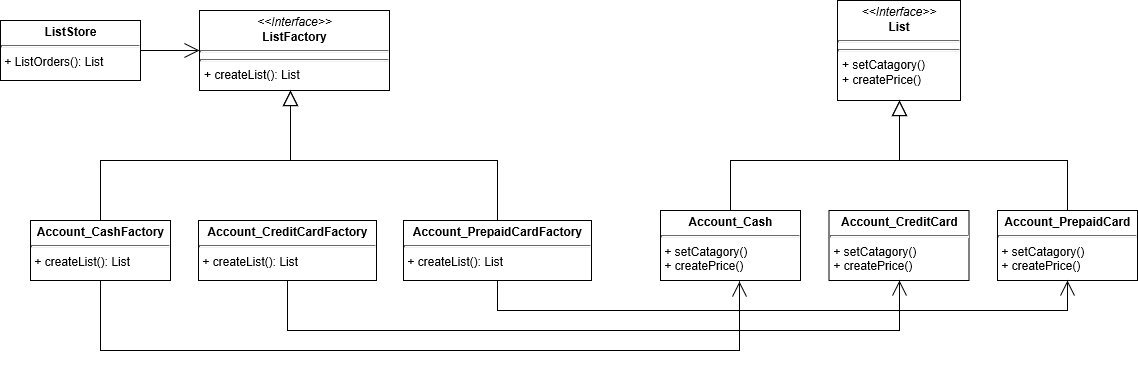 ListStore
+ ListOrders(): List
<<Interface>>
ListFactory
+ createList(): List
<<Interface>>
List
+ setCatagory()
+ createPrice()
Account_CashFactory
+ createList(): List
Account_CreditCardFactory
+ createList(): List
Account_PrepaidCardFactory
+ createList(): List
Account_Cash
+ setCatagory()
+ createPrice()
Account_CreditCard
+ setCatagory()
+ createPrice()
Account_PrepaidCard
+ setCatagory()
+ createPrice()